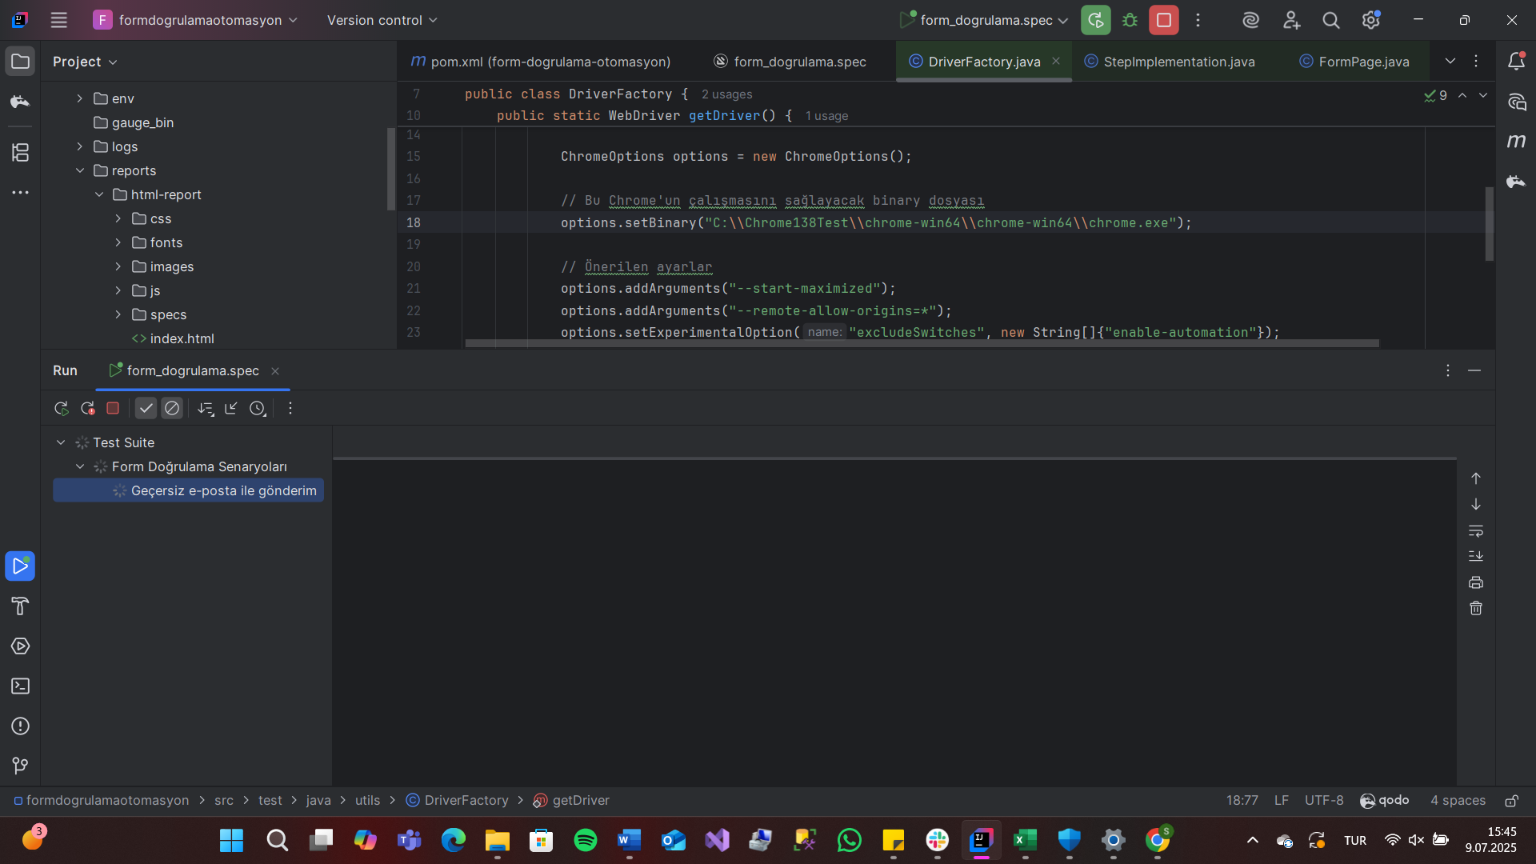 F formdogrulamaotomasyon
Version control
form_dogrulama.spec
Project
pom.xml (form-dogrulama-otomasyon)
form_dogrulama.spec
DriverFactory.java
StepImplementation.java
FormPage.java
env
gauge_bin
logs
reports
html-report
css
fonts
images
js
specs
index.html
7 public class DriverFactory { 2 usages
9
10 public static WebDriver getDriver() { 1 usage
14
15 ChromeOptions options = new ChromeOptions();
16
17 // Bu Chrome'un çalışmasını sağlayacak binary dosyası
18 options.setBinary("C:\\Chrome138Test\\chrome-win64\\chrome-win64\\chrome.exe");
19
20 // Önerilen ayarlar
21 options.addArguments("--start-maximized");
22 options.addArguments("--remote-allow-origins=*");
23 options.setExperimentalOption( name: "excludeSwitches", new String[]{"enable-automation"});
Run
form_dogrulama.spec
Test Suite
Form Doğrulama Senaryoları
Geçersiz e-posta ile gönderim
formdogrulamaotomasyon > src > test > java > utils > DriverFactory > getDriver
18:77 LF UTF-8 qodo 4 spaces
3
TUR
15:45
9.07.2025